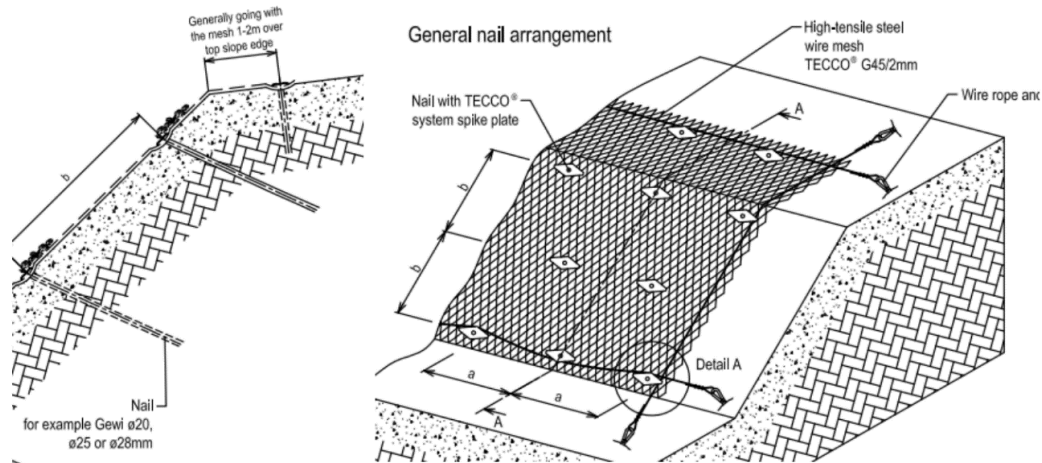 Generally going with
the mesh 1-2m over
top slope edge
b
Nail
for example Gewi ø20,
ø25 or ø28mm
General nail arrangement
High-tensile steel
wire mesh
TECCO® G45/2mm
Nail with TECCO®
system spike plate
A
Wire rope and
b
b
Detail A
a
a
A